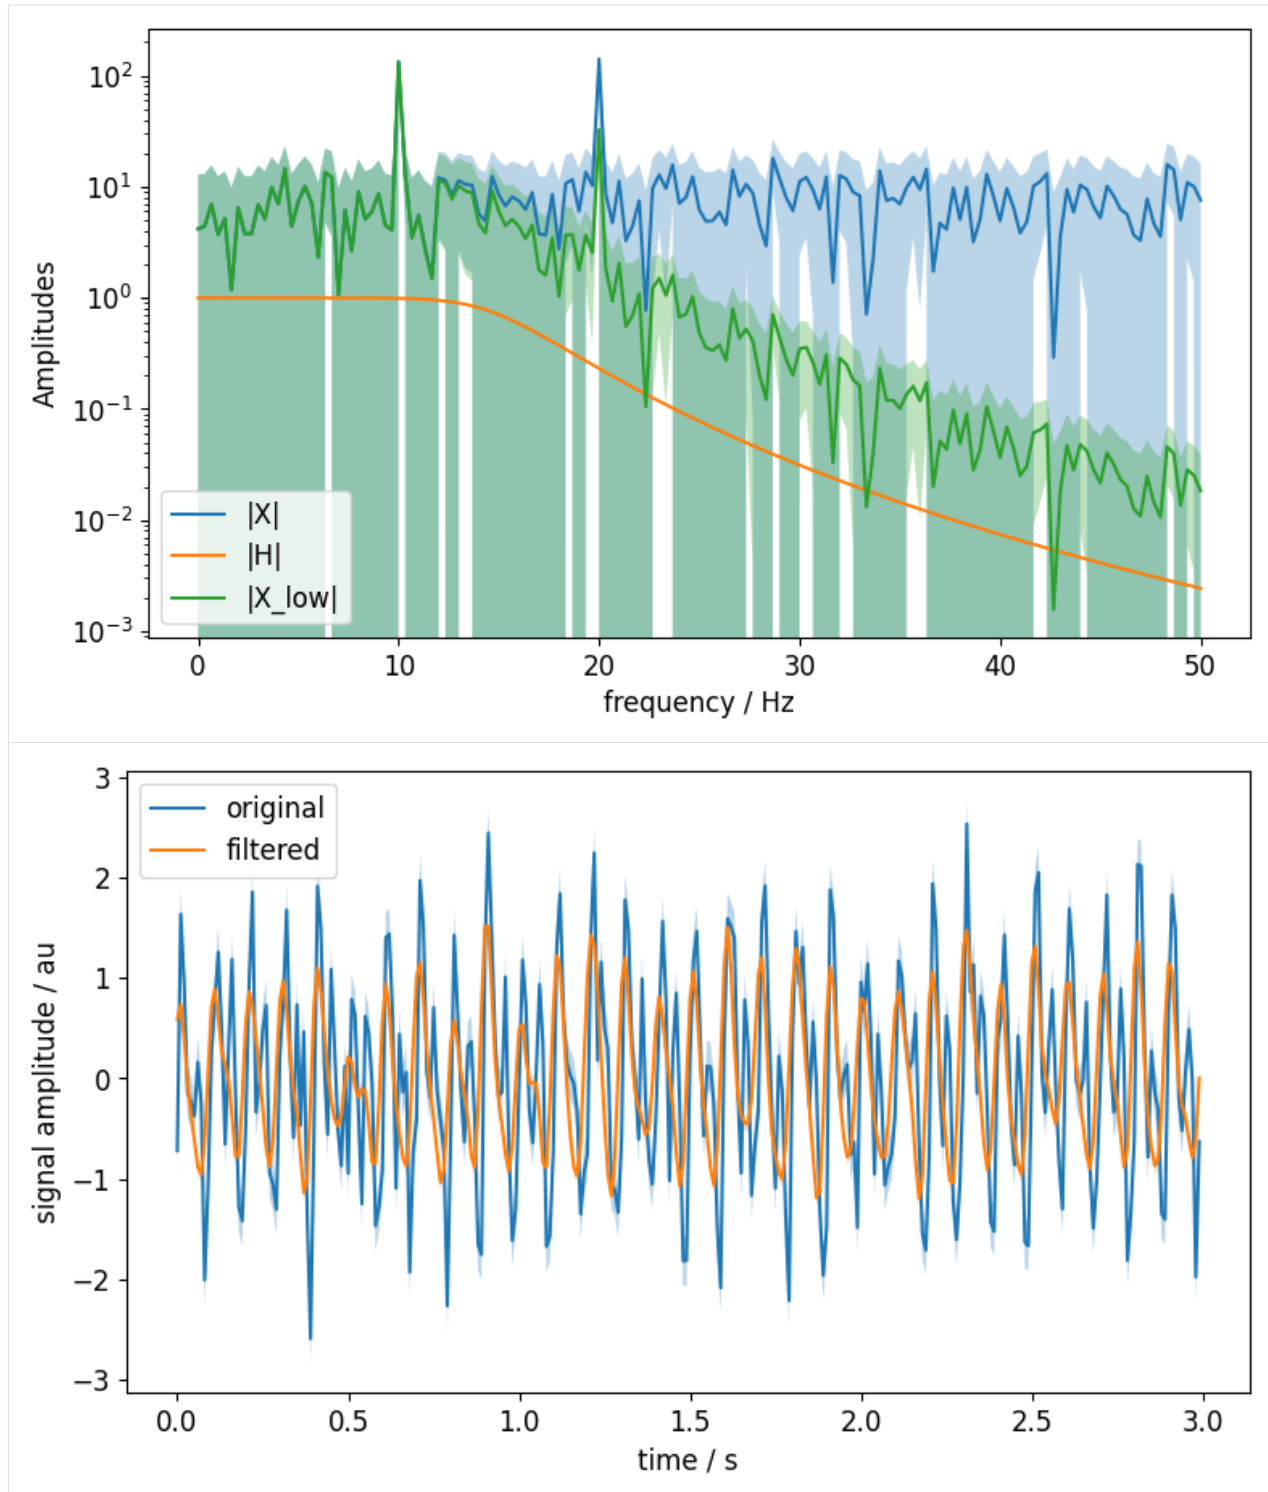 10²
10¹
10⁰
10⁻¹
10⁻²
10⁻³
Amplitudes
|X|
|H|
|X_low|
0 10 20 30 40 50
frequency / Hz
3
2
1
0
−1
−2
−3
signal amplitude / au
original
filtered
0.0 0.5 1.0 1.5 2.0 2.5 3.0
time / s